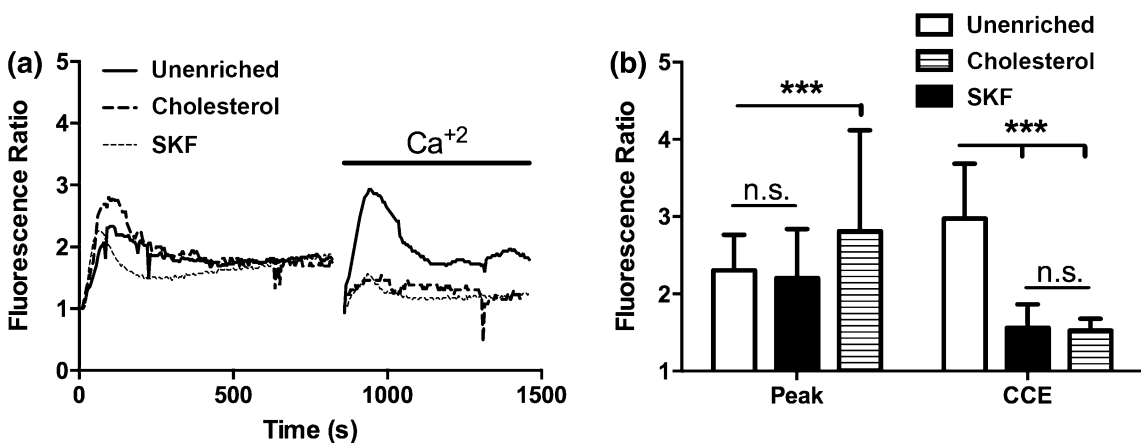 (a)
Unenriched
Cholesterol
SKF
Ca+2
Fluorescence Ratio
5
4
3
2
1
0
0
500
1000
1500
Time (s)
(b)
Unenriched
Cholesterol
SKF
Fluorescence Ratio
5
4
3
2
1
***
n.s.
***
n.s.
Peak
CCE